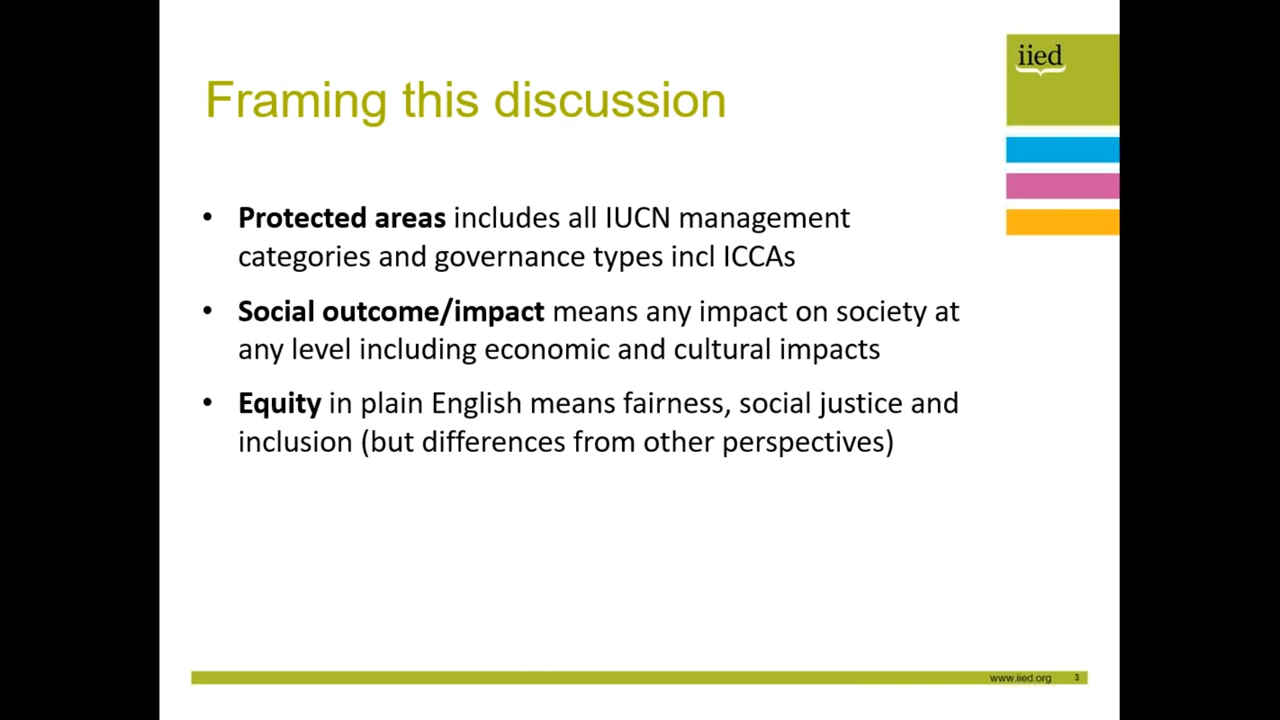 iied
Framing this discussion
• Protected areas includes all IUCN management
categories and governance types incl ICCAs
• Social outcome/impact means any impact on society at
any level including economic and cultural impacts
• Equity in plain English means fairness, social justice and
inclusion (but differences from other perspectives)
www.iied.org 3